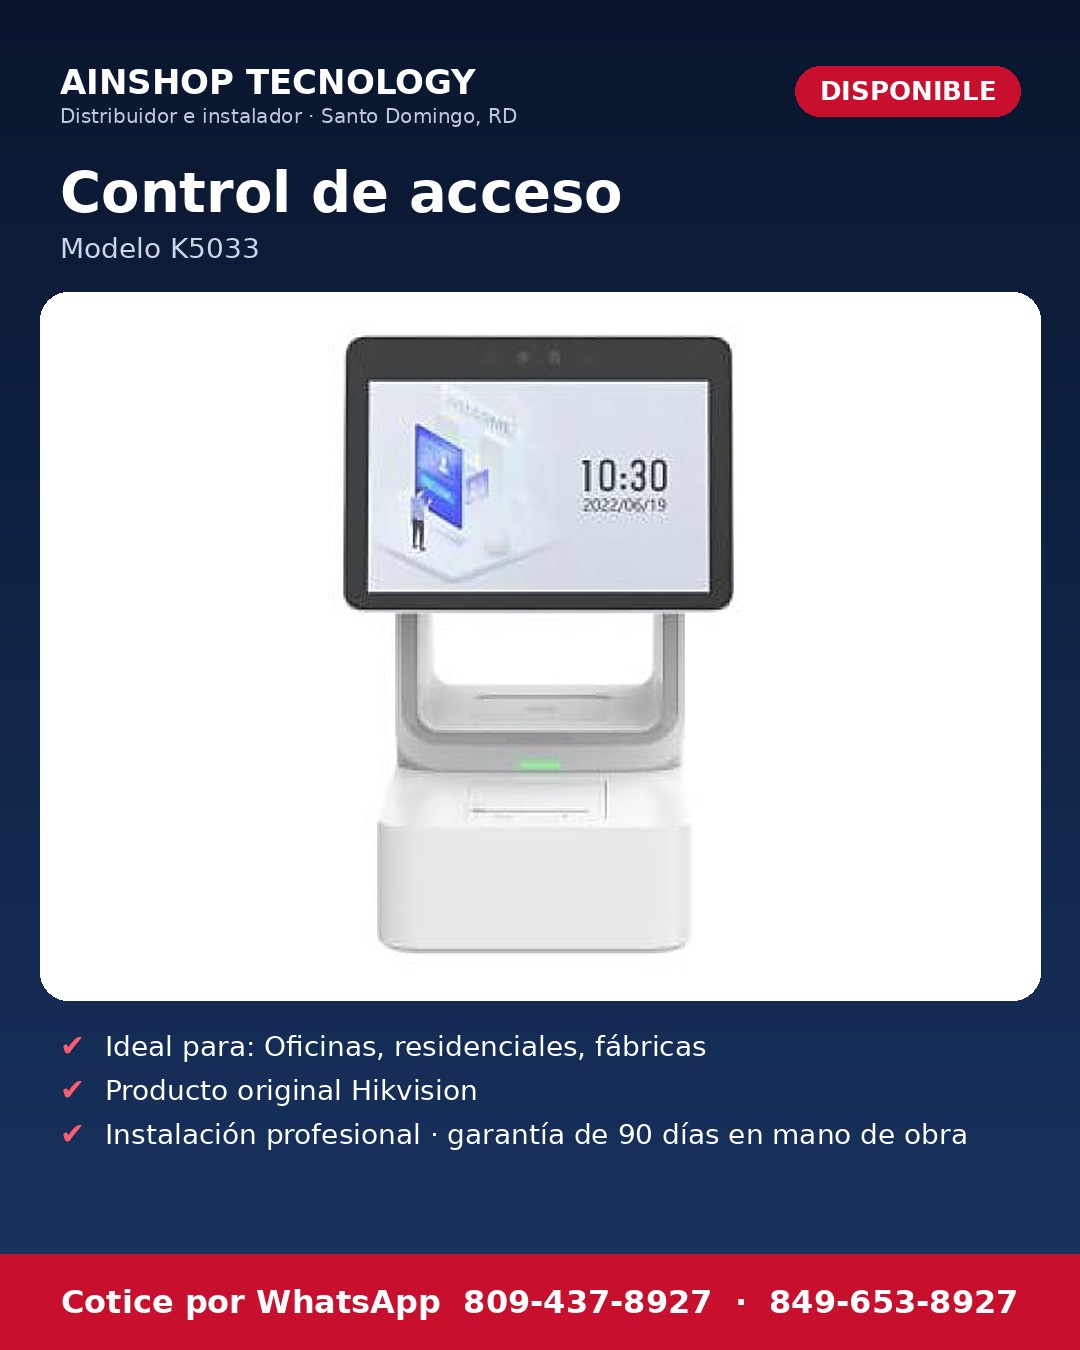 AINSHOP TECNOLOGY
Distribuidor e instalador · Santo Domingo, RD
DISPONIBLE
Control de acceso
Modelo K5033
WELCOME
10:30
2022/06/19
✔ Ideal para: Oficinas, residenciales, fábricas
✔ Producto original Hikvision
✔ Instalación profesional · garantía de 90 días en mano de obra
Cotice por WhatsApp 809-437-8927 · 849-653-8927